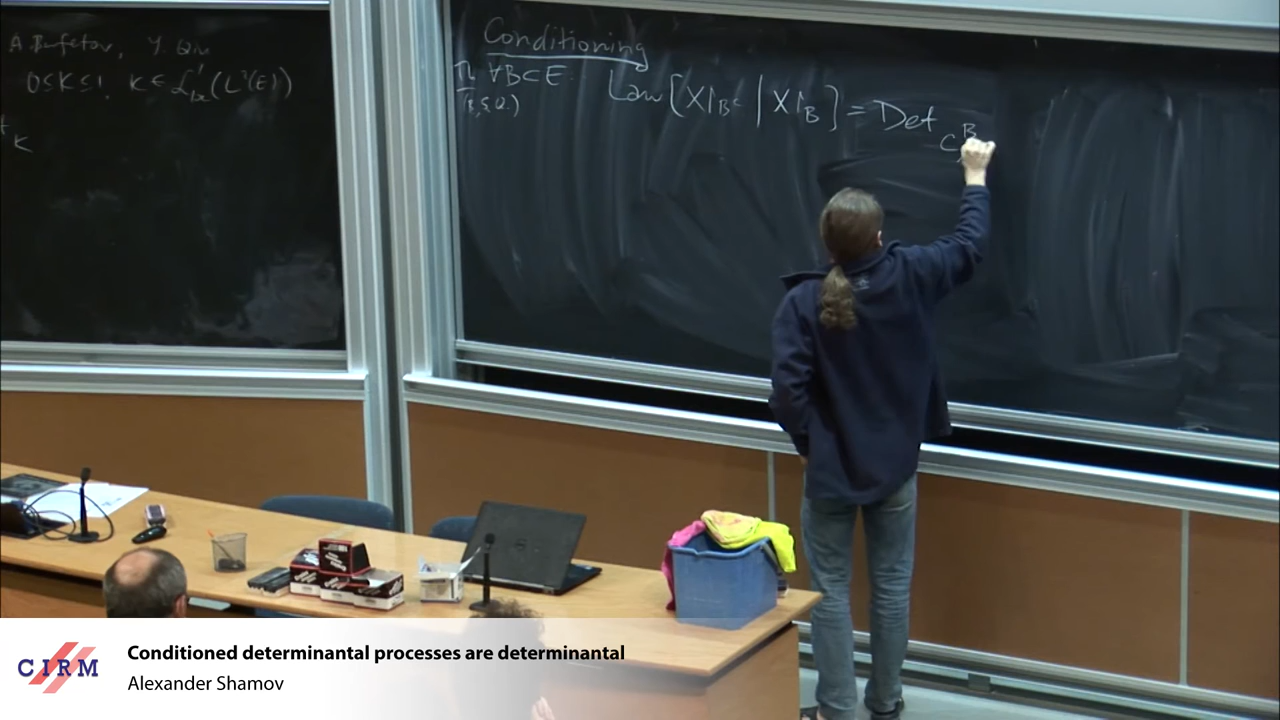 A. Bufetov, Y. Qiu
0≤K≤1, K∈ℒ¹loc(L²(E))
K
Conditioning
Th ∀B⊂E: Law[X↾Bᶜ | X↾B] = Det C B
(B,S,Q.)
CIRM
Conditioned determinantal processes are determinantal
Alexander Shamov